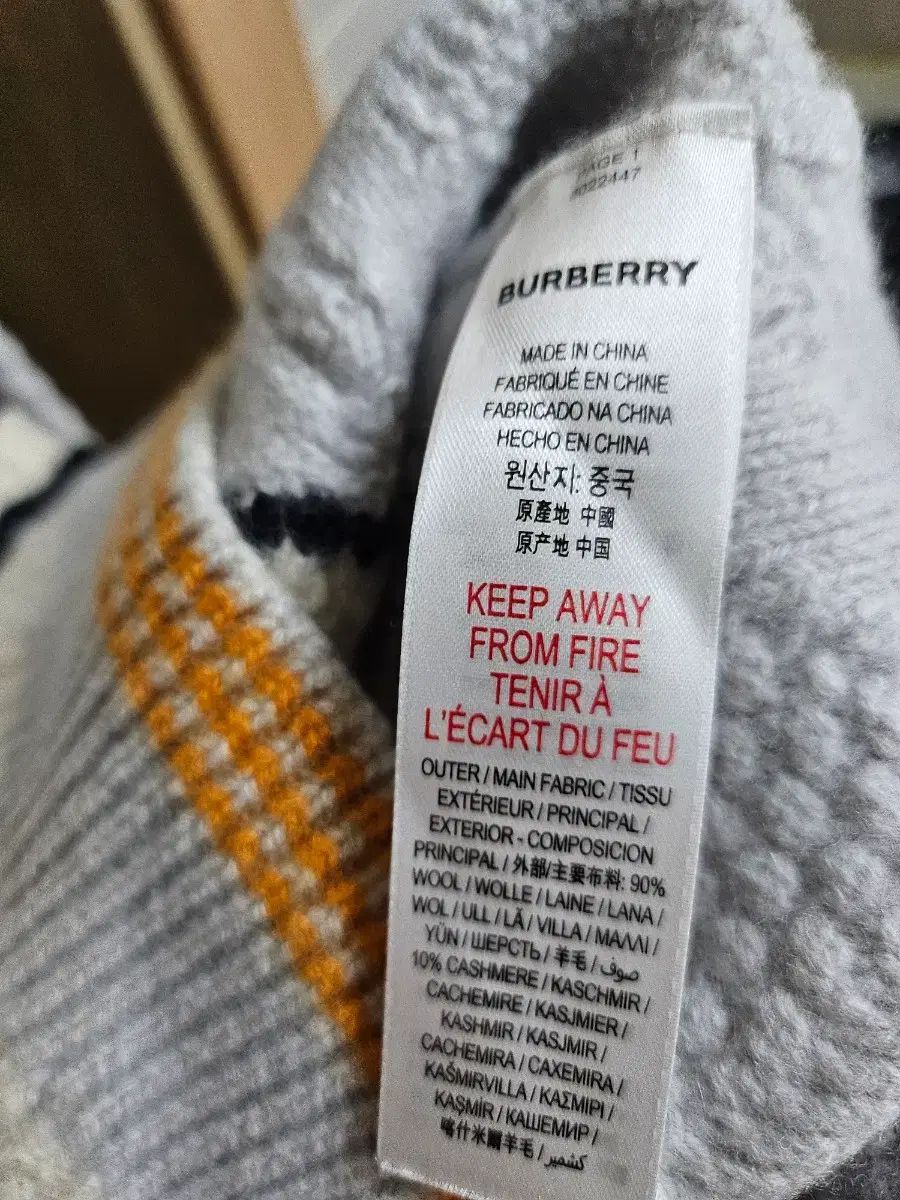 PAGE 1
8022447
BURBERRY
MADE IN CHINA
FABRIQUÉ EN CHINE
FABRICADO NA CHINA
HECHO EN CHINA
원산지: 중국
原產地 中國
原产地 中国
KEEP AWAY
FROM FIRE
TENIR À
L'ÉCART DU FEU
OUTER / MAIN FABRIC / TISSU
EXTÉRIEUR / PRINCIPAL /
EXTERIOR - COMPOSICION
PRINCIPAL / 外部/主要布料: 90%
WOOL / WOLLE / LAINE / LANA /
WOL / ULL / LÃ / VILLA / ΜΑΛΛΙ /
YÜN / ШЕРСТЬ / 羊毛 / صوف
10% CASHMERE / KASCHMIR /
CACHEMIRE / KASJMIER /
KASHMIR / KASJMIR /
CACHEMIRA / CAXEMIRA /
KAŠMIRVILLA / ΚΑΣΜΙΡΙ /
KAŞMİR / КАШЕМИР /
喀什米爾羊毛 / كشمير